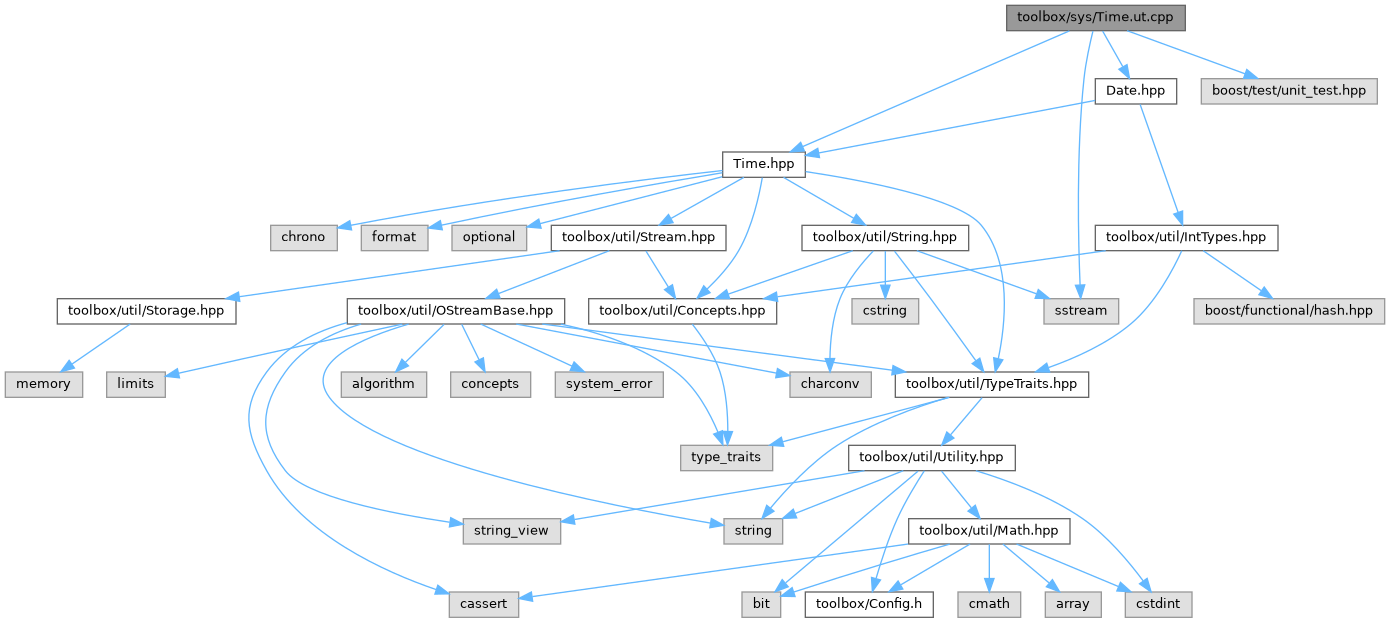 toolbox/sys/Time.ut.cpp
Date.hpp
boost/test/unit_test.hpp
Time.hpp
chrono
format
optional
toolbox/util/Stream.hpp
toolbox/util/String.hpp
toolbox/util/IntTypes.hpp
toolbox/util/Storage.hpp
toolbox/util/OStreamBase.hpp
toolbox/util/Concepts.hpp
cstring
sstream
boost/functional/hash.hpp
memory
limits
algorithm
concepts
system_error
charconv
toolbox/util/TypeTraits.hpp
type_traits
toolbox/util/Utility.hpp
string_view
string
toolbox/util/Math.hpp
cassert
bit
toolbox/Config.h
cmath
array
cstdint